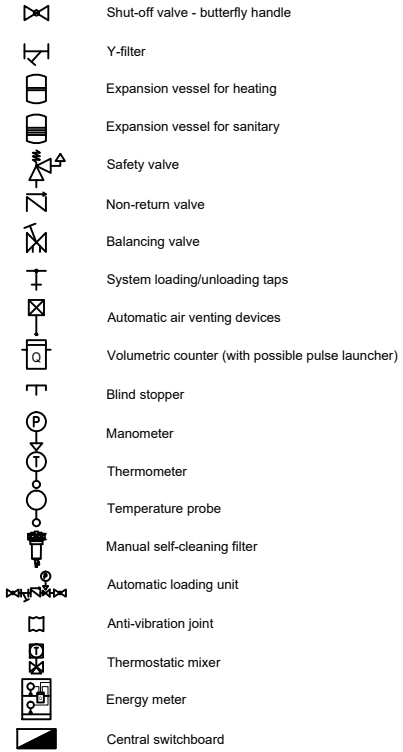 Shut-off valve - butterfly handle
Y-filter
Expansion vessel for heating
Expansion vessel for sanitary
Safety valve
Non-return valve
Balancing valve
System loading/unloading taps
Automatic air venting devices
Q Volumetric counter (with possible pulse launcher)
Blind stopper
P Manometer
T Thermometer
Temperature probe
Manual self-cleaning filter
P Automatic loading unit
Anti-vibration joint
T Thermostatic mixer
Energy meter
Central switchboard